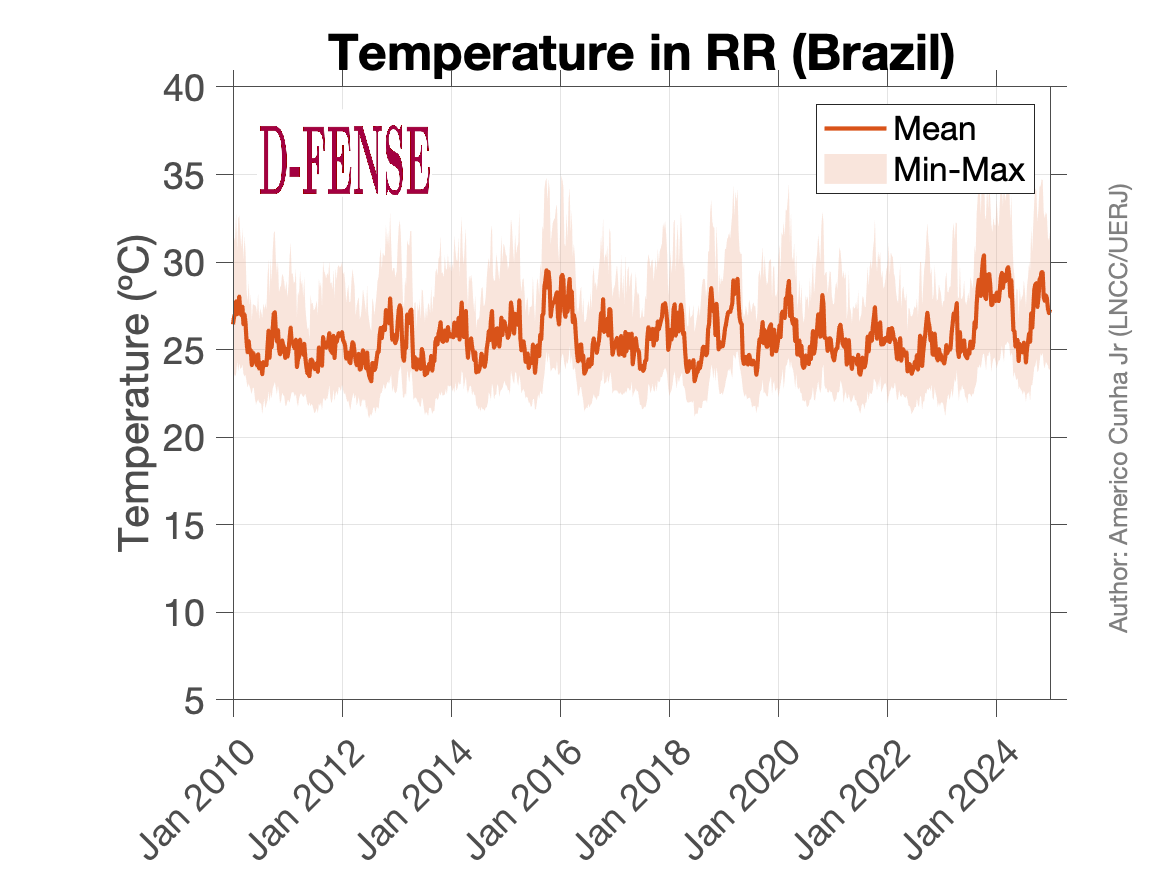 Temperature in RR (Brazil)
D-FENSE
Mean
Min-Max
40
35
30
25
20
15
10
5
Temperature (ºC)
Jan 2010
Jan 2012
Jan 2014
Jan 2016
Jan 2018
Jan 2020
Jan 2022
Jan 2024
Author: Americo Cunha Jr (LNCC/UERJ)